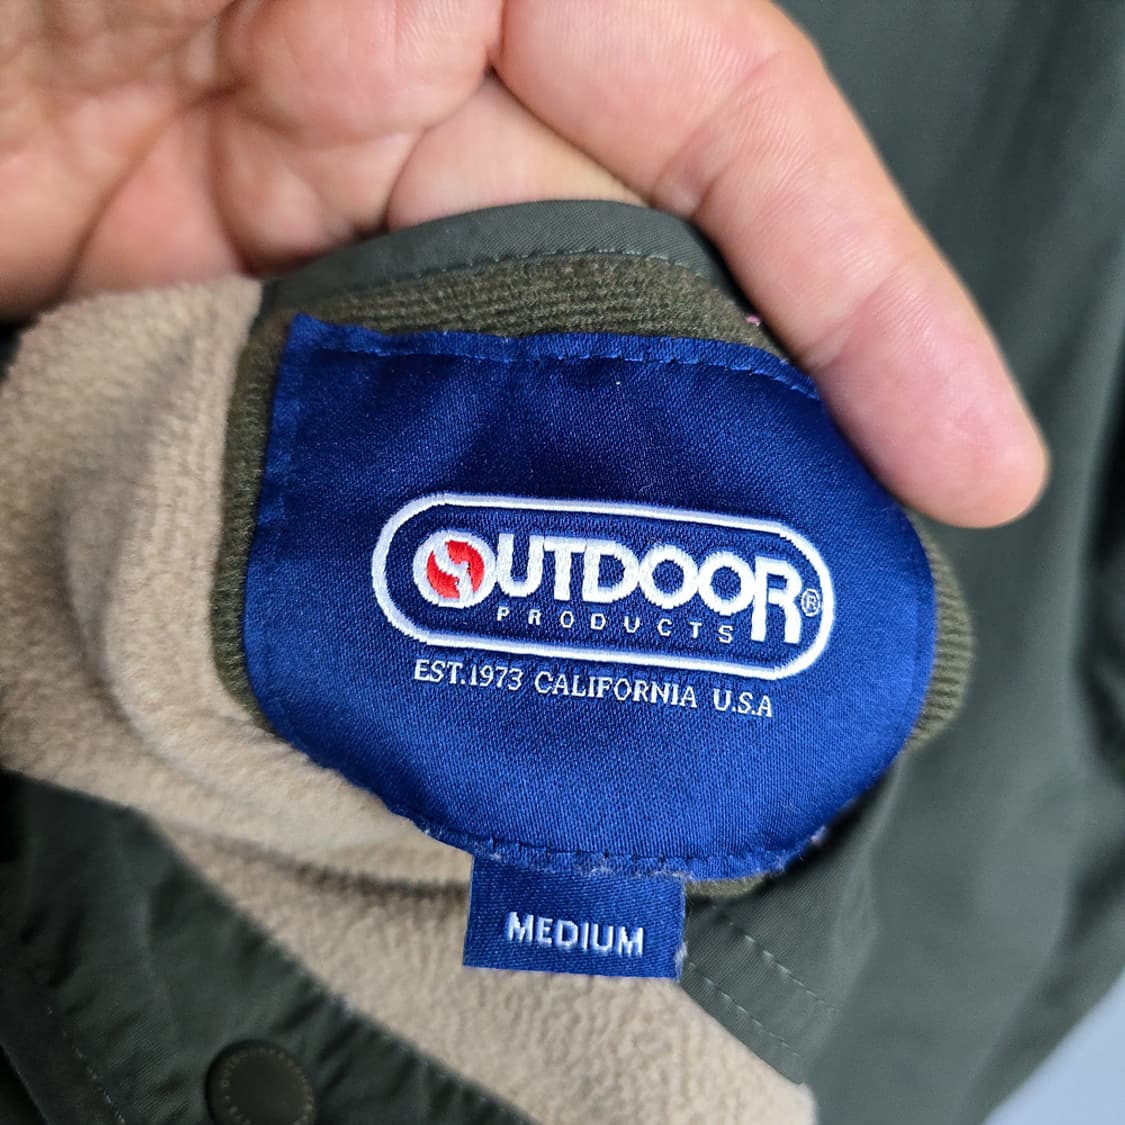 OUTDOOR®
PRODUCTS
EST.1973 CALIFORNIA U.S.A
MEDIUM